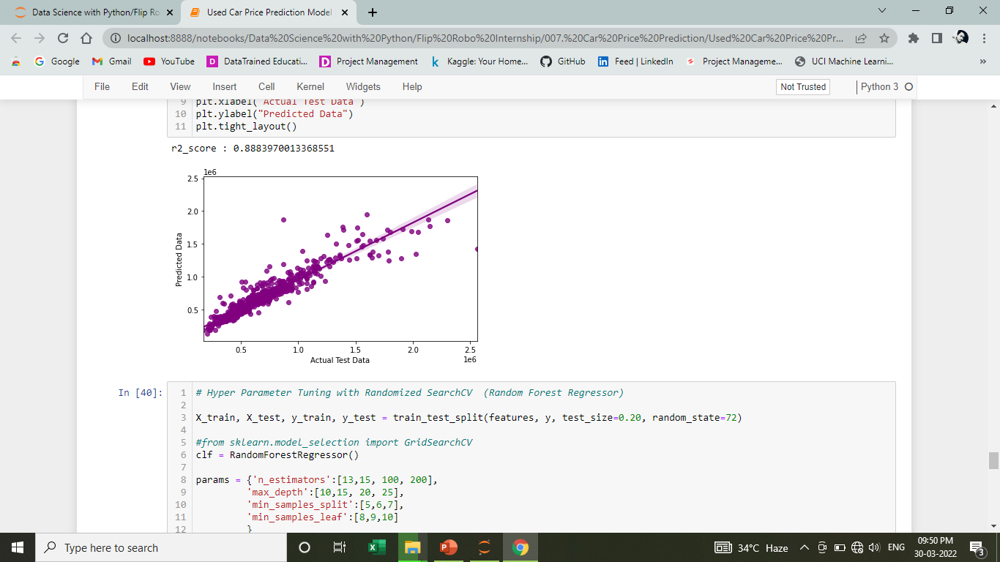 Data Science with Python/Flip Ro
Used Car Price Prediction Model
localhost:8888/notebooks/Data%20Science%20with%20Python/Flip%20Robo%20Internship/007.%20Car%20Price%20Prediction/Used%20Car%20Price%20Pr...
Google Gmail YouTube DataTrained Educati... Project Management Kaggle: Your Home... GitHub Feed | LinkedIn Project Manageme... UCI Machine Learni... »
File Edit View Insert Cell Kernel Widgets Help Not Trusted Python 3
9 plt.xlabel("Actual Test Data")
10 plt.ylabel("Predicted Data")
11 plt.tight_layout()
r2_score : 0.8883970013368551
1e6
2.5
2.0
1.5
1.0
0.5
Predicted Data
0.5 1.0 1.5 2.0 2.5
Actual Test Data 1e6
In [40]:
1 # Hyper Parameter Tuning with Randomized SearchCV (Random Forest Regressor)
2
3 X_train, X_test, y_train, y_test = train_test_split(features, y, test_size=0.20, random_state=72)
4
5 #from sklearn.model_selection import GridSearchCV
6 clf = RandomForestRegressor()
7
8 params = {'n_estimators':[13,15, 100, 200],
9 'max_depth':[10,15, 20, 25],
10 'min_samples_split':[5,6,7],
11 'min_samples_leaf':[8,9,10]
12 }
Type here to search
34°C Haze ENG 09:50 PM
30-03-2022
3